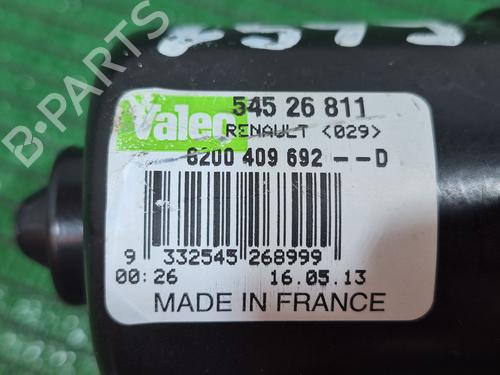 Valeo
545 26 811
RENAULT <029>
8200 409 692 -- D
9 332545 268999
00:26 16.05.13
MADE IN FRANCE